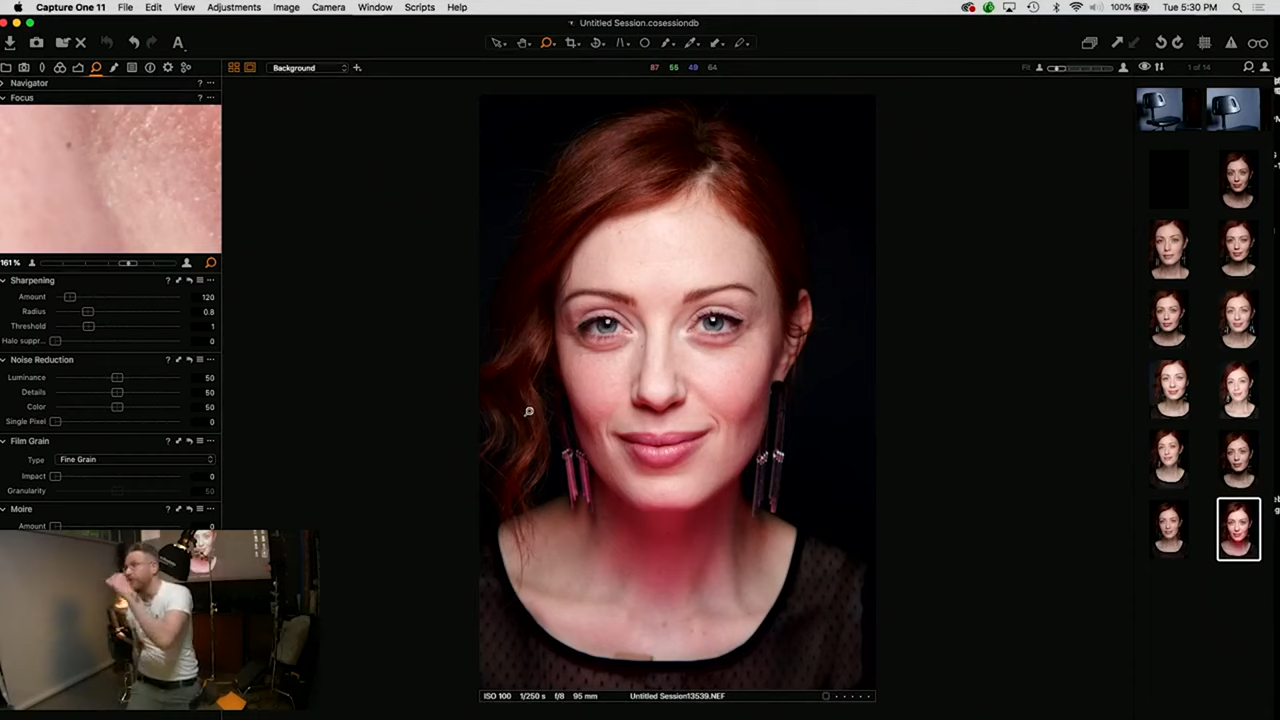 Capture One 11 File Edit View Adjustments Image Camera Window Scripts Help 100% Tue 5:30 PM
Untitled Session.cosessiondb
Background 87 55 49 64 Fit 1 of 14
Navigator ? ...
Focus ? ...
161 %
Sharpening ? ...
Amount 120
Radius 0.8
Threshold 1
Halo suppr... 0
Noise Reduction ? ...
Luminance 50
Details 50
Color 50
Single Pixel 0
Film Grain ? ...
Type Fine Grain
Impact 0
Granularity 50
Moire ? ...
Amount 0
ISO 100 1/250 s f/8 95 mm Untitled Session13539.NEF